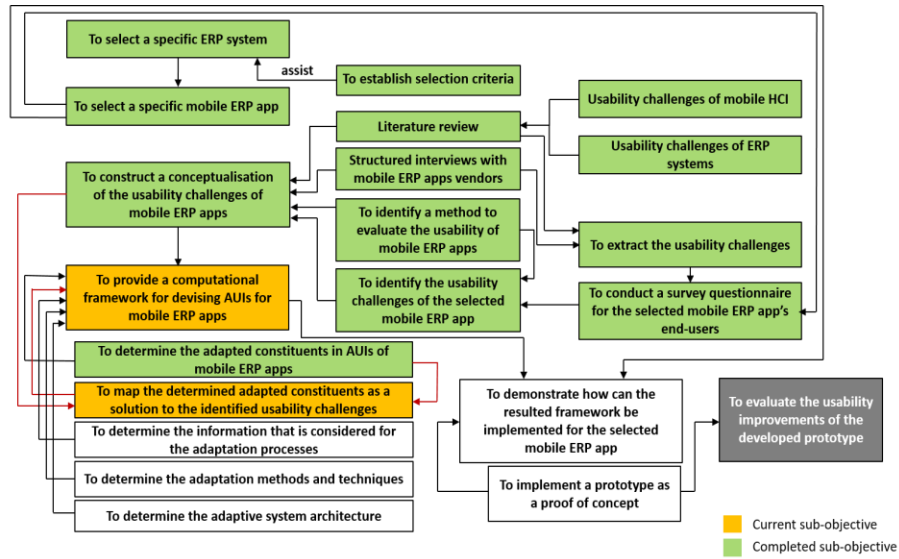 To select a specific ERP system
assist
To establish selection criteria
To select a specific mobile ERP app
Usability challenges of mobile HCI
Literature review
Usability challenges of ERP
systems
To construct a conceptualisation
of the usability challenges of
mobile ERP apps
Structured interviews with
mobile ERP apps vendors
To identify a method to
evaluate the usability of
mobile ERP apps
To extract the usability challenges
To provide a computational
framework for devising AUIs for
mobile ERP apps
To identify the usability
challenges of the selected
mobile ERP app
To conduct a survey questionnaire
for the selected mobile ERP app's
end-users
To determine the adapted constituents in AUIs of
mobile ERP apps
To map the determined adapted constituents as a
solution to the identified usability challenges
To determine the information that is considered for
the adaptation processes
To determine the adaptation methods and techniques
To determine the adaptive system architecture
To demonstrate how can the
resulted framework be
implemented for the selected
mobile ERP app
To implement a prototype as
a proof of concept
To evaluate the usability
improvements of the
developed prototype
Current sub-objective
Completed sub-objective